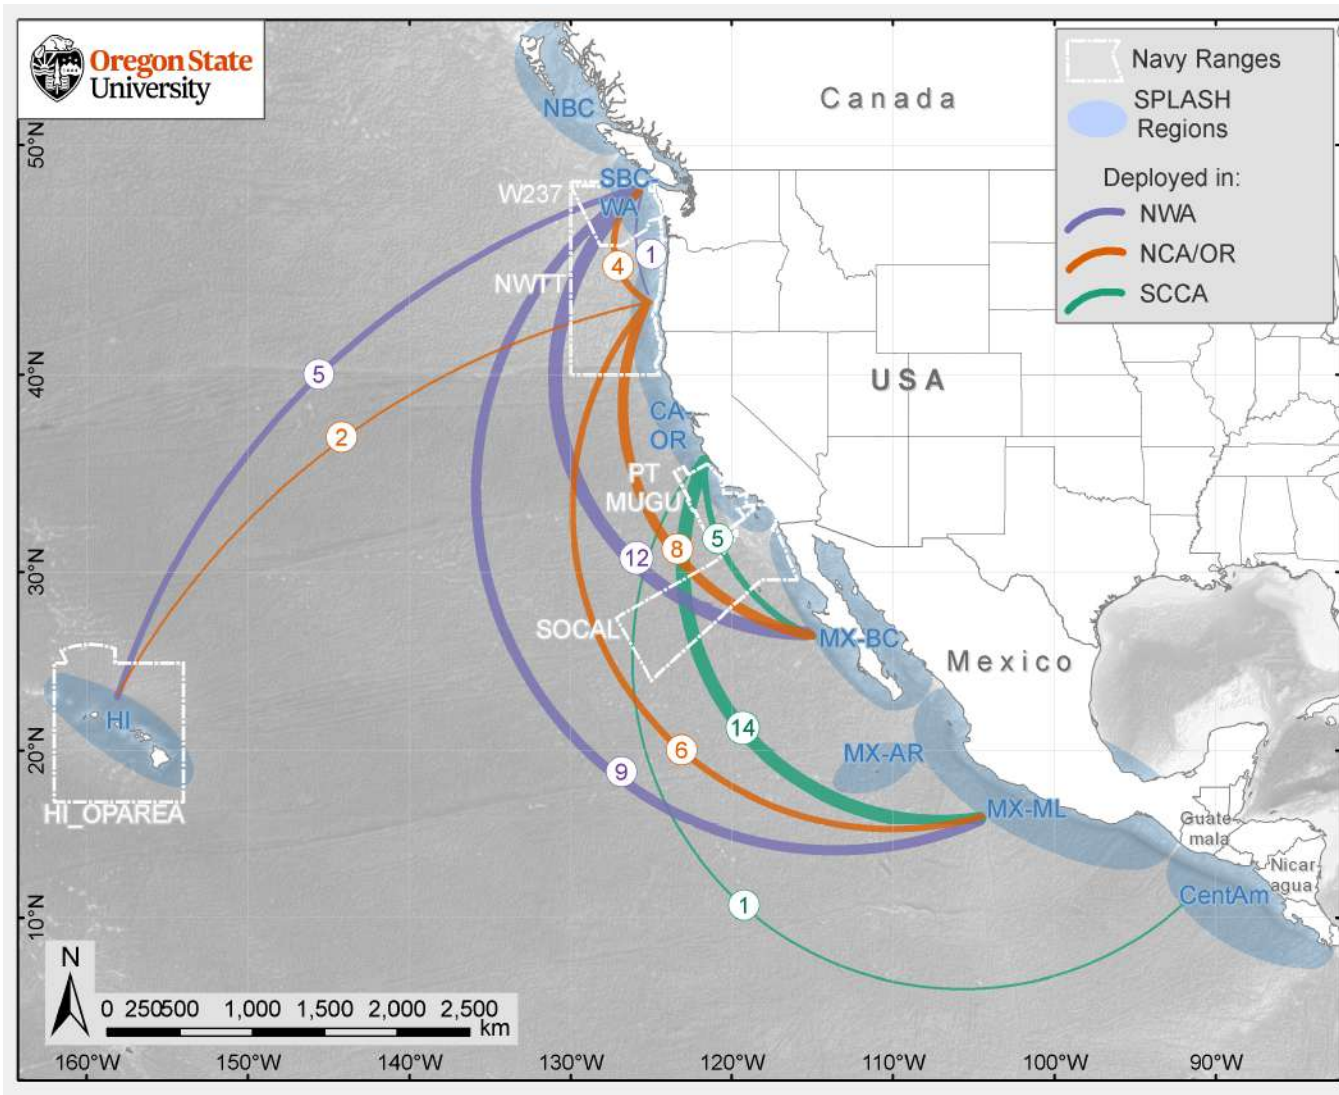 Oregon State
University
Navy Ranges
SPLASH
Regions
Deployed in:
NWA
NCA/OR
SCCA
Canada
NBC
50°N
SBC-
WA
W237
1
4
NWTT
40°N
5
USA
CA-
OR
2
PT
MUGU
5
8
12
30°N
SOCAL
MX-BC
Mexico
HI
14
6
20°N
MX-AR
9
HI_OPAREA
MX-ML
Guate-
mala
Nicar-
agua
CentAm
1
10°N
N
0 250 500 1,000 1,500 2,000 2,500
km
160°W 150°W 140°W 130°W 120°W 110°W 100°W 90°W